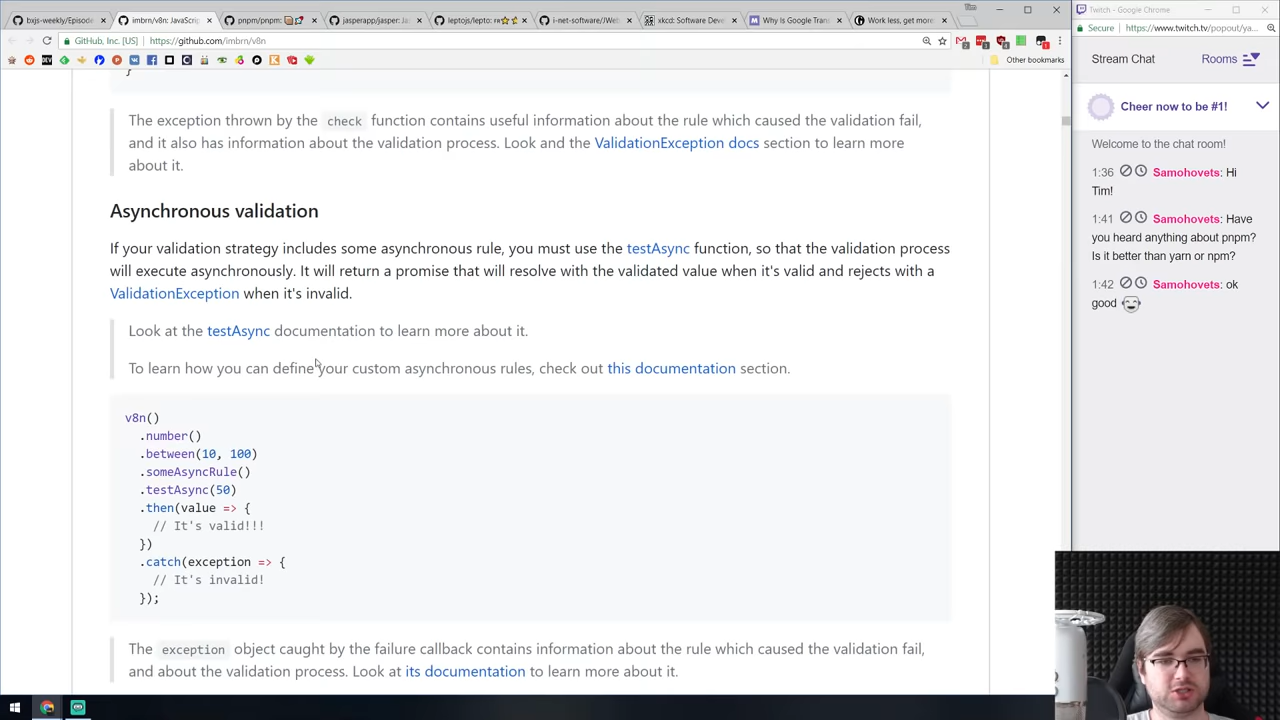 bxjs-weekly/Episode
imbrn/v8n: JavaScri
pnpm/pnpm:
jasperapp/jasper: Ja
leptojs/lepto:
i-net-software/JWeb
xkcd: Software Deve
Why Is Google Trans
Work less, get more
Twitch - Google Chrome
GitHub, Inc. [US]
https://github.com/imbrn/v8n
Secure
https://www.twitch.tv/popout/ya
Other bookmarks
Stream Chat
Rooms
Cheer now to be #1!
Welcome to the chat room!
1:36 Samohovets: Hi
Tim!
1:41 Samohovets: Have
you heard anything about pnpm?
Is it better than yarn or npm?
1:42 Samohovets: ok
good
}
The exception thrown by the check function contains useful information about the rule which caused the validation fail,
and it also has information about the validation process. Look and the ValidationException docs section to learn more
about it.
Asynchronous validation
If your validation strategy includes some asynchronous rule, you must use the testAsync function, so that the validation process
will execute asynchronously. It will return a promise that will resolve with the validated value when it's valid and rejects with a
ValidationException when it's invalid.
Look at the testAsync documentation to learn more about it.
To learn how you can define your custom asynchronous rules, check out this documentation section.
v8n()
.number()
.between(10, 100)
.someAsyncRule()
.testAsync(50)
.then(value => {
// It's valid!!!
})
.catch(exception => {
// It's invalid!
});
The exception object caught by the failure callback contains information about the rule which caused the validation fail,
and about the validation process. Look at its documentation to learn more about it.